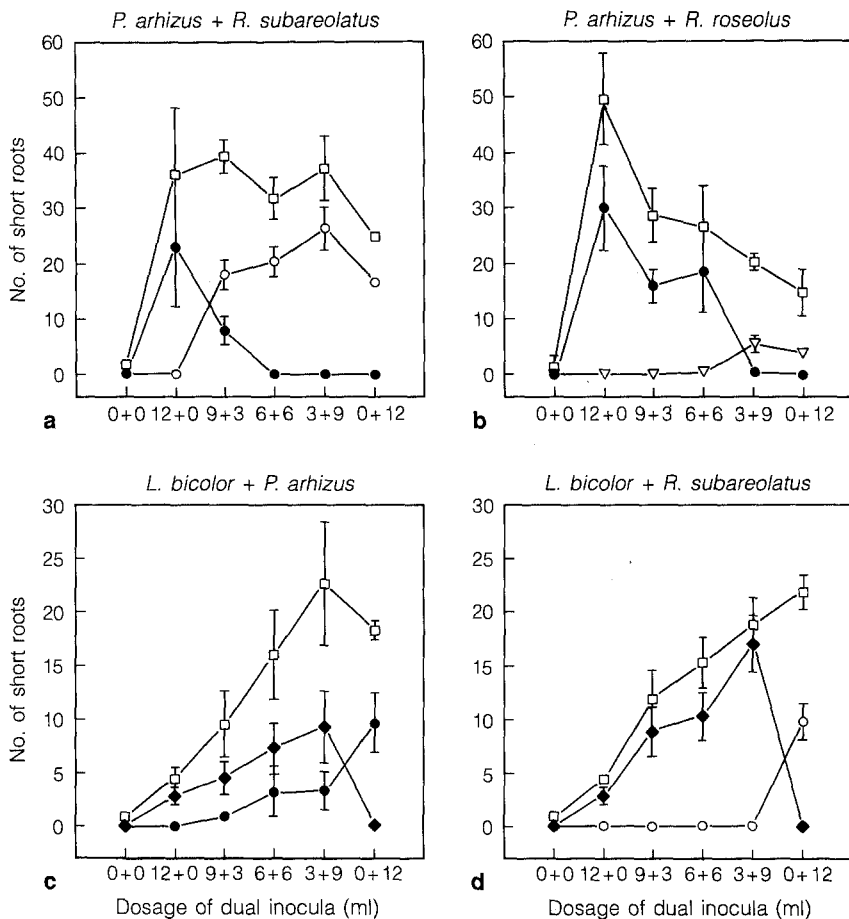 P. arhizus + R. subareolatus
P. arhizus + R. roseolus
No. of short roots
60
50
40
30
20
10
0
0+0 12+0 9+3 6+6 3+9 0+12
a
60
50
40
30
20
10
0
0+0 12+0 9+3 6+6 3+9 0+12
b
L. bicolor + P. arhizus
L. bicolor + R. subareolatus
No. of short roots
30
25
20
15
10
5
0
0+0 12+0 9+3 6+6 3+9 0+12
c
Dosage of dual inocula (ml)
30
25
20
15
10
5
0
0+0 12+0 9+3 6+6 3+9 0+12
d
Dosage of dual inocula (ml)